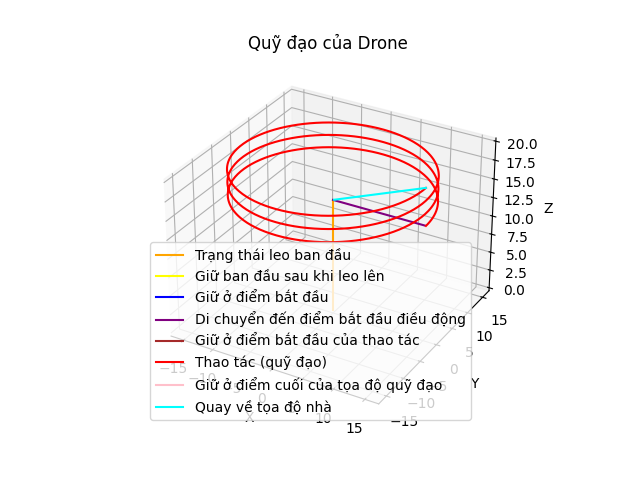 Quỹ đạo của Drone
20.0
17.5
15.0
12.5
10.0
7.5
5.0
2.5
0.0
Z
Trạng thái leo ban đầu
Giữ ban đầu sau khi leo lên
Giữ ở điểm bắt đầu
Di chuyển đến điểm bắt đầu điều động
Giữ ở điểm bắt đầu của thao tác
Thao tác (quỹ đạo)
Giữ ở điểm cuối của tọa độ quỹ đạo
Quay về tọa độ nhà
−15
−10
0
10
15
X
15
10
5
0
−5
−10
−15
Y